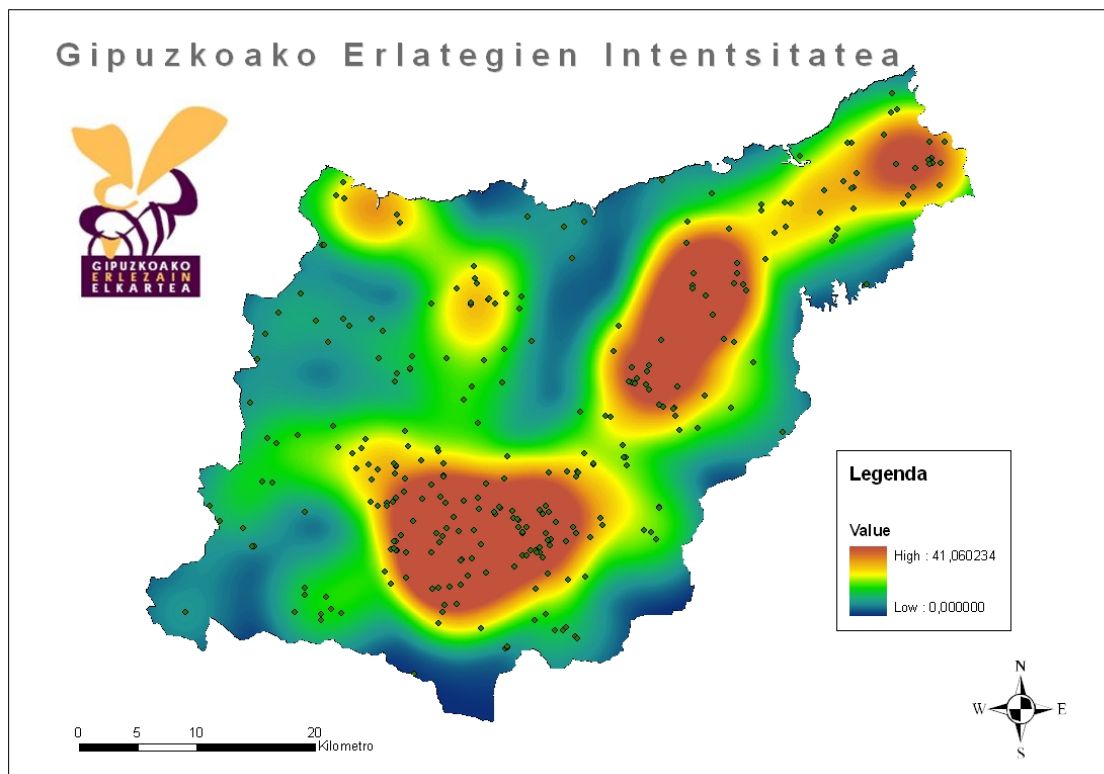 Gipuzkoako Erlategien Intentsitatea
GIPUZKOAKO
ERLEZAIN
ELKARTEA
Legenda
Value
High : 41,060234
Low : 0,000000
N
W
E
S
0 5 10 20
Kilometro